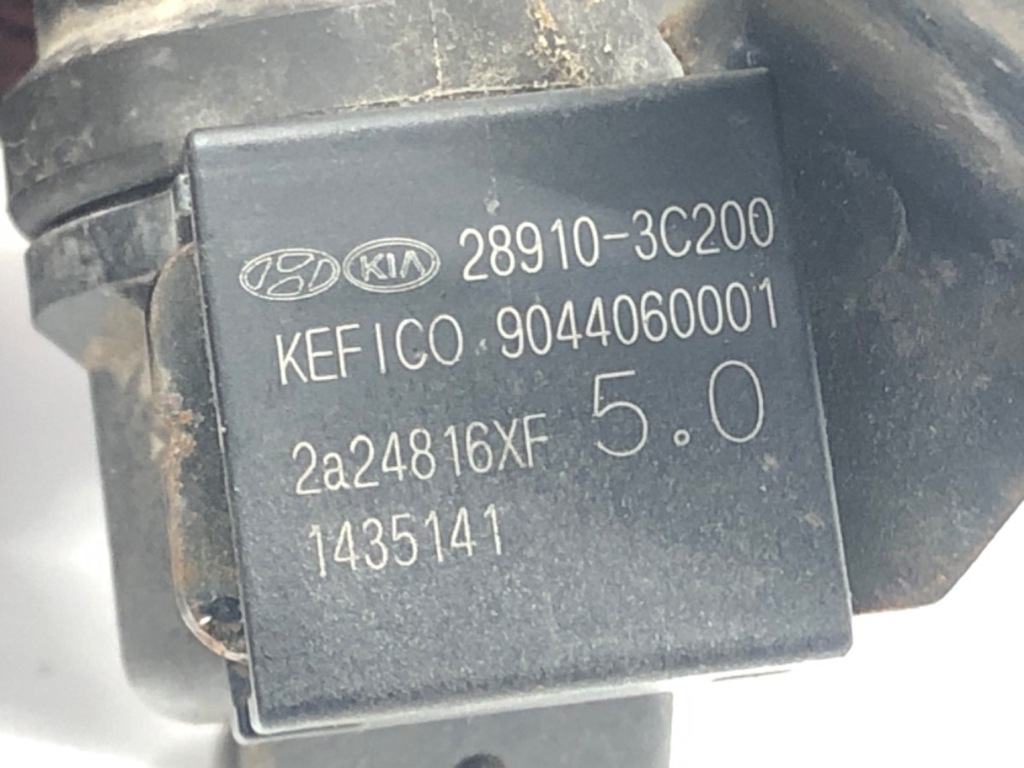 KIA 28910-3C200
KEFICO 9044060001
5.0
2a24816XF
1435141